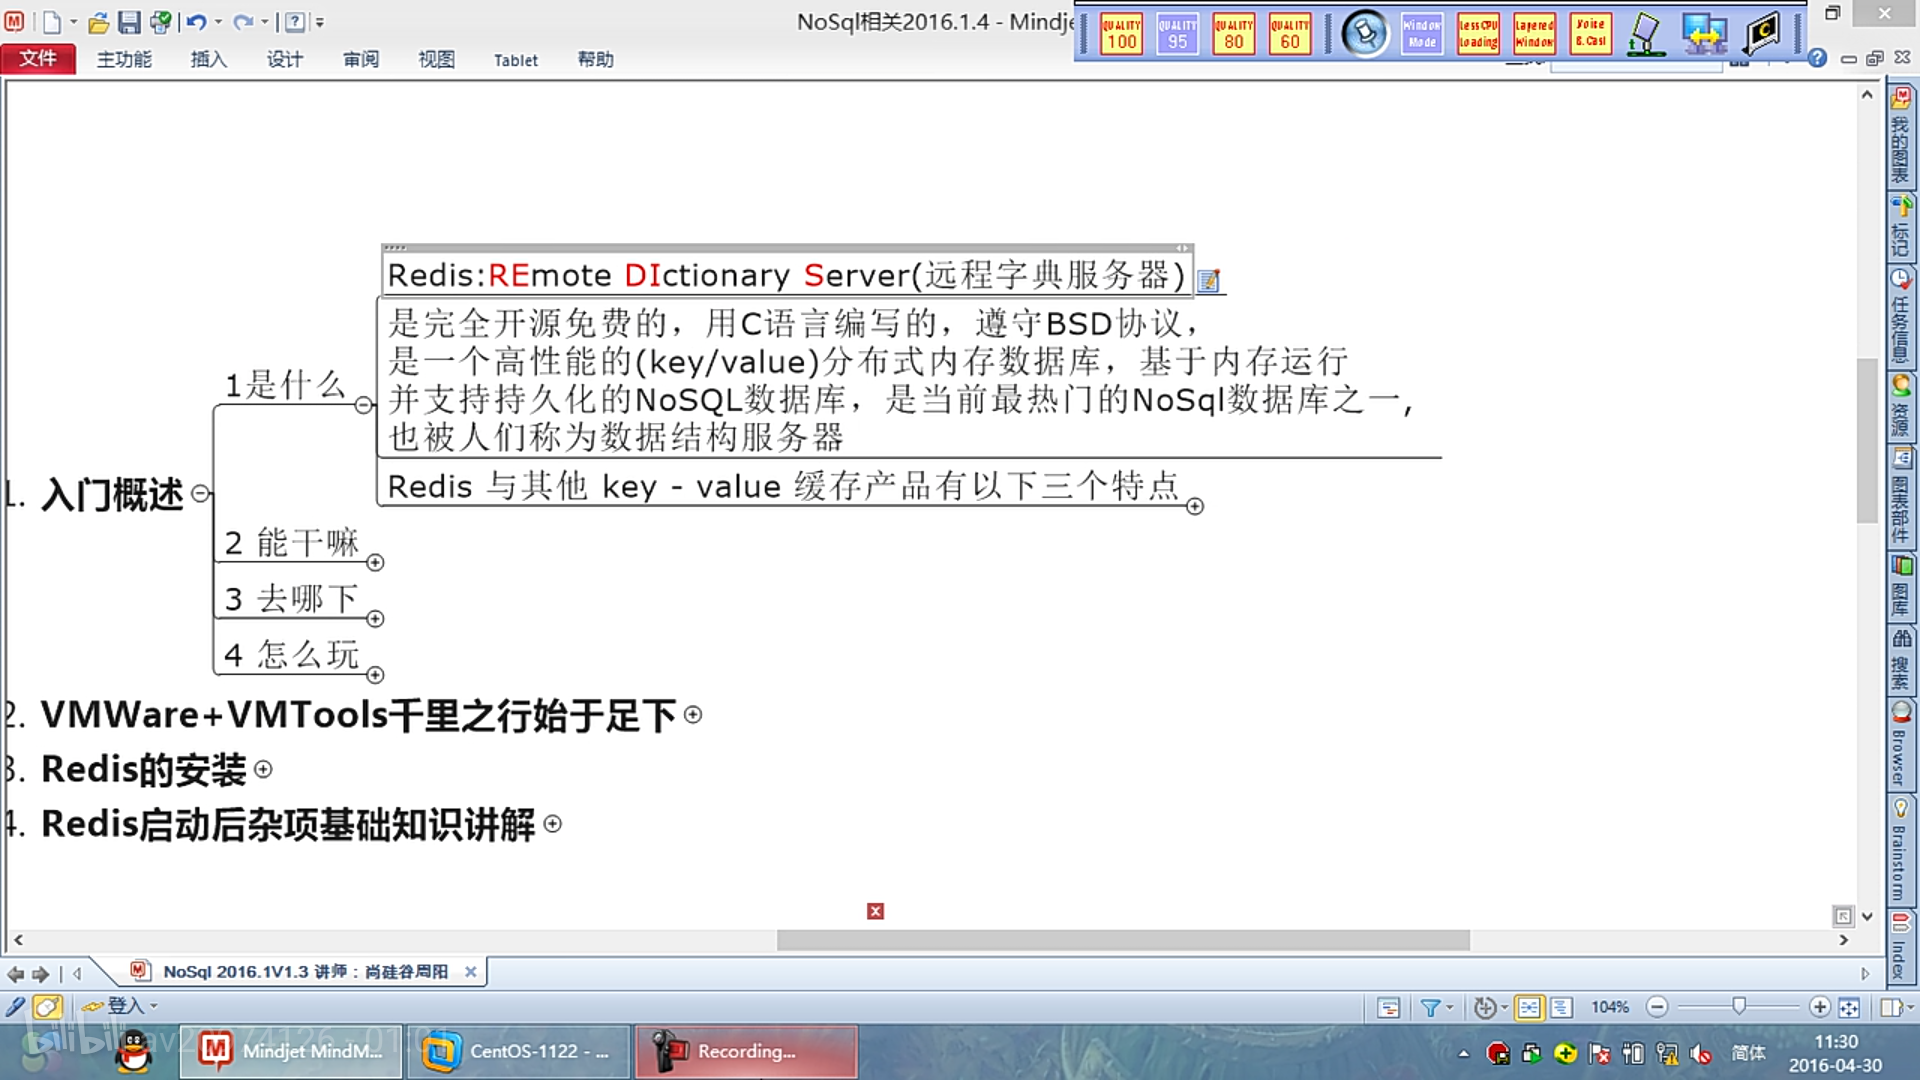 NoSql相关2016.1.4 - Mindje
QUALITY 100
QUALITY 95
QUALITY 80
QUALITY 60
Window Mode
LessCPU Loading
Layered Window
Voice B.Cast
文件 主功能 插入 设计 审阅 视图 Tablet 帮助
Redis:REmote DIctionary Server(远程字典服务器)
是完全开源免费的，用C语言编写的，遵守BSD协议，
是一个高性能的(key/value)分布式内存数据库，基于内存运行
并支持持久化的NoSQL数据库，是当前最热门的NoSql数据库之一,
也被人们称为数据结构服务器
1是什么
Redis 与其他 key - value 缓存产品有以下三个特点
1. 入门概述
2 能干嘛
3 去哪下
4 怎么玩
2. VMWare+VMTools千里之行始于足下
3. Redis的安装
4. Redis启动后杂项基础知识讲解
我的图表
标记
任务信息
资源
图表部件
图库
搜索
Browser
Brainstorm
Index
NoSql 2016.1V1.3 讲师：尚硅谷周阳
登入
104%
bilibili
Mindjet MindM...
CentOS-1122 - ...
Recording...
简体
11:30
2016-04-30